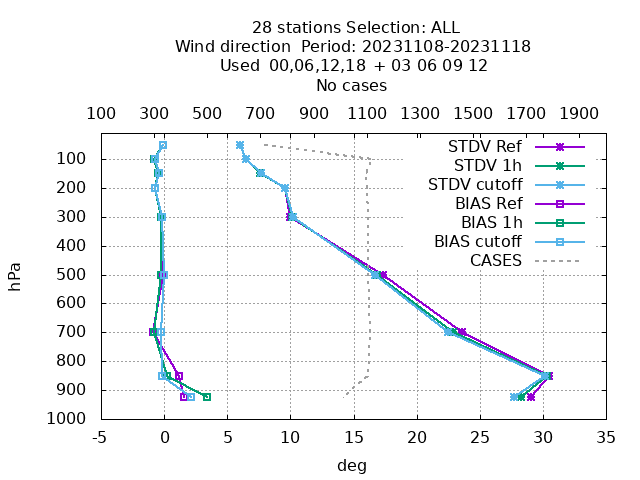 28 stations Selection: ALL
Wind direction  Period: 20231108-20231118
Used  00,06,12,18 + 03 06 09 12
No cases
100 300 500 700 900 1100 1300 1500 1700 1900
STDV Ref
STDV 1h
STDV cutoff
BIAS Ref
BIAS 1h
BIAS cutoff
CASES
100
200
300
400
500
600
700
800
900
1000
hPa
-5 0 5 10 15 20 25 30 35
deg